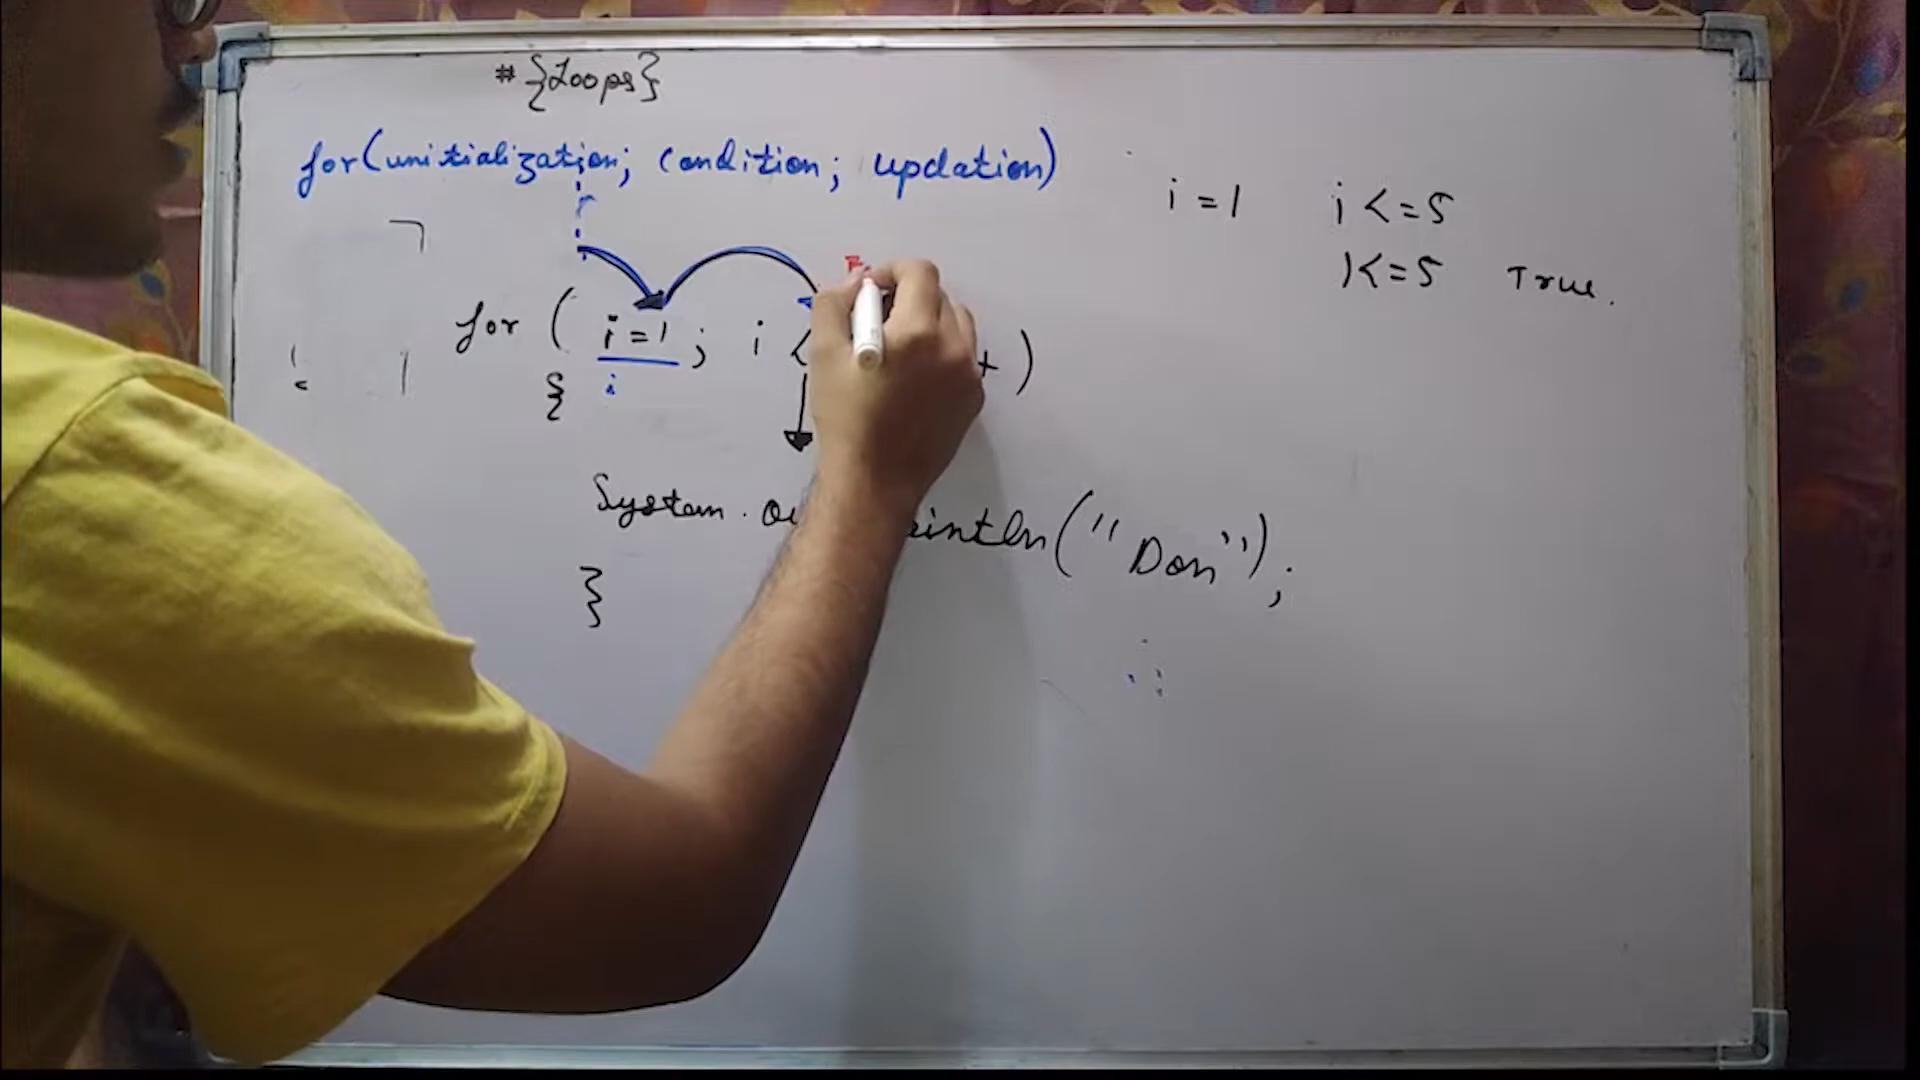 # {Loops}
for(initialization; condition; updation)
i = 1 i <= 5
1 <= 5 True.
for ( i = 1 ; i < + )
{ i
System. println("Don");
}